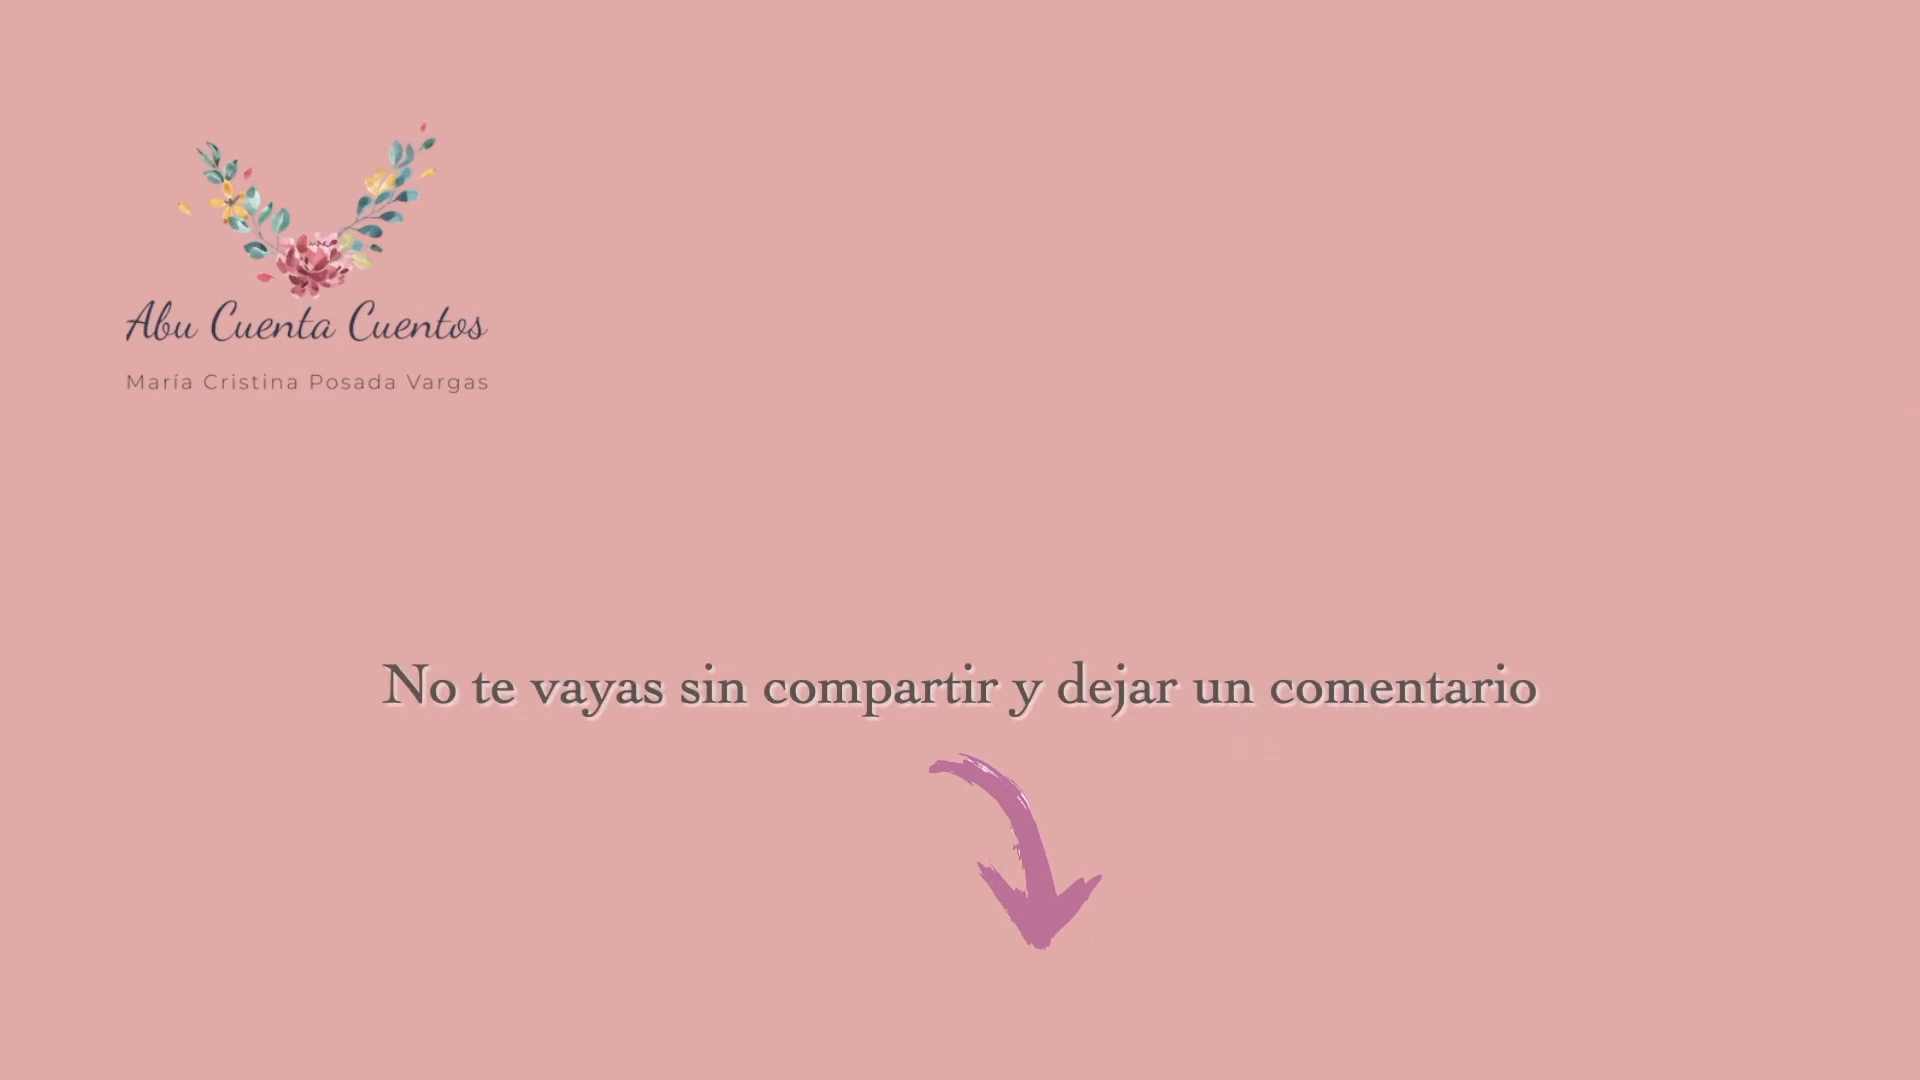 Abu Cuenta Cuentos
María Cristina Posada Vargas
No te vayas sin compartir y dejar un comentario